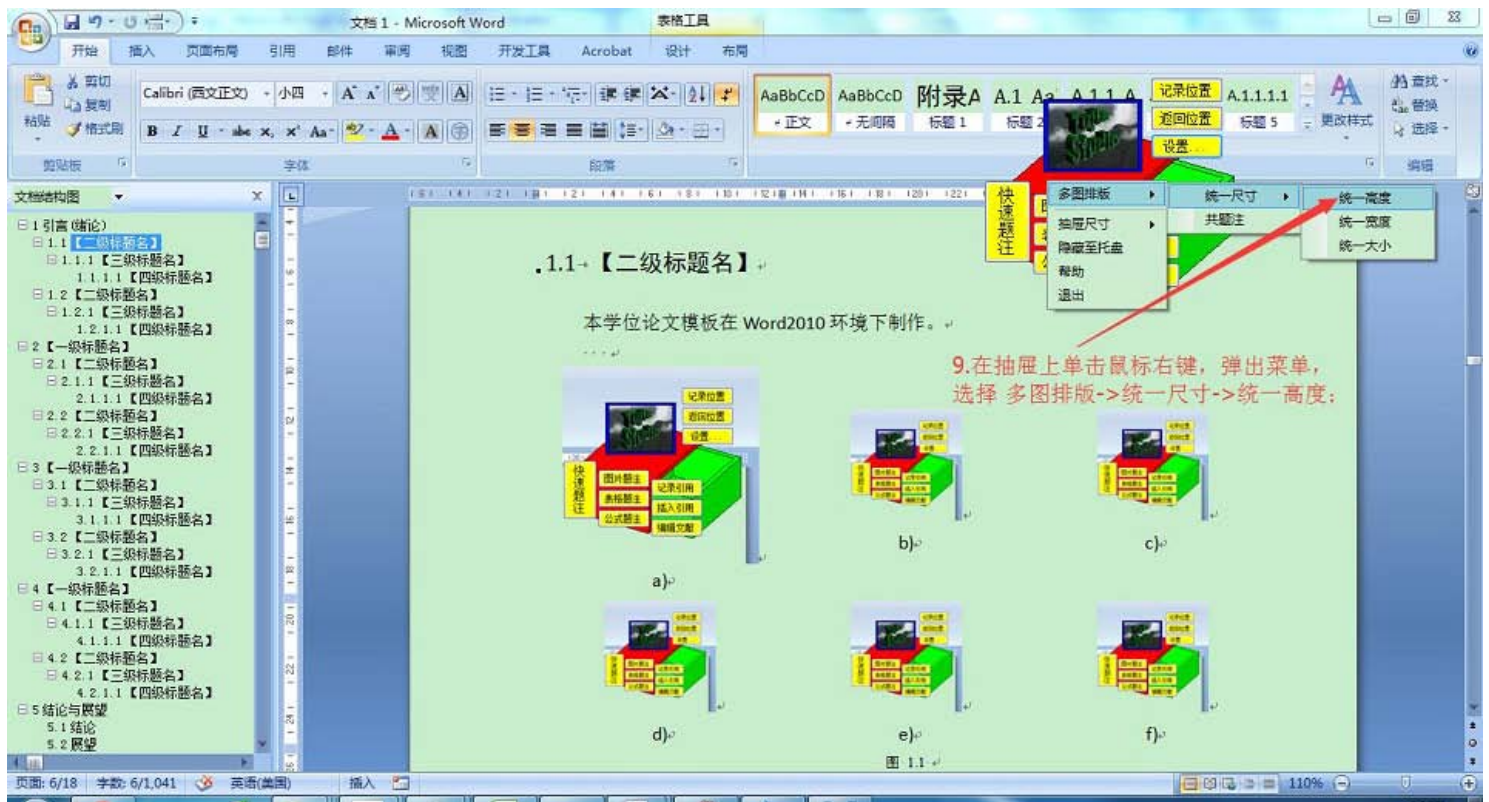 文档 1 - Microsoft Word
表格工具
开始 插入 页面布局 引用 邮件 审阅 视图 开发工具 Acrobat 设计 布局
剪切
复制
格式刷
粘贴
剪贴板
Calibri (西文正文) 小四
字体
段落
AaBbCcD AaBbCcD 附录A A.1 Aa A.1.1 A A.1.1.1.1
正文 无间隔 标题 1 标题 2 标题 5
更改样式
查找
替换
选择
编辑
记录位置
返回位置
设置...
快速题注
多图排版
抽屉尺寸
隐藏至托盘
帮助
退出
统一尺寸
共题注
统一高度
统一宽度
统一大小
文档结构图
1 引言(绪论)
1.1【二级标题名】
1.1.1【三级标题名】
1.1.1.1【四级标题名】
1.2【二级标题名】
1.2.1【三级标题名】
1.2.1.1【四级标题名】
2【一级标题名】
2.1【二级标题名】
2.1.1【三级标题名】
2.1.1.1【四级标题名】
2.2【二级标题名】
2.2.1【三级标题名】
2.2.1.1【四级标题名】
3【一级标题名】
3.1【二级标题名】
3.1.1【三级标题名】
3.1.1.1【四级标题名】
3.2【二级标题名】
3.2.1【三级标题名】
3.2.1.1【四级标题名】
4【一级标题名】
4.1【二级标题名】
4.1.1【三级标题名】
4.1.1.1【四级标题名】
4.2【二级标题名】
4.2.1【三级标题名】
4.2.1.1【四级标题名】
5 结论与展望
5.1 结论
5.2 展望
1.1 【二级标题名】
本学位论文模板在 Word2010 环境下制作。
9.在抽屉上单击鼠标右键，弹出菜单，
选择 多图排版->统一尺寸->统一高度；
记录位置
返回位置
设置...
快速题注
图片题注
表格题注
公式题注
记录引用
插入引用
编辑文献
a)
b)
c)
d)
e)
f)
图 1.1
页面: 6/18 字数: 6/1,041 英语(美国) 插入 110%